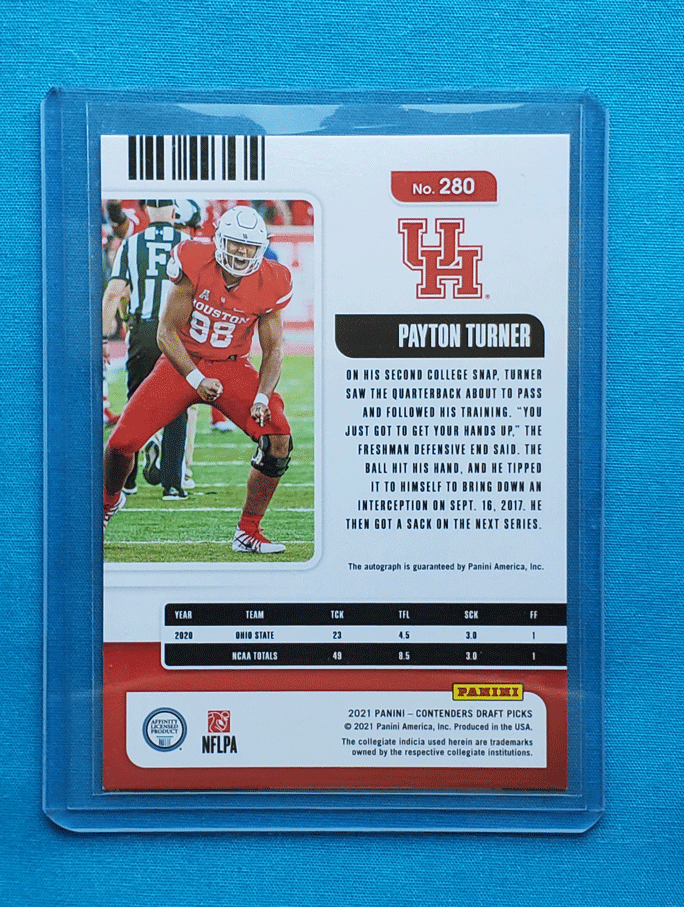 No. 280
UH
PAYTON TURNER
F
HOUSTON
98
ON HIS SECOND COLLEGE SNAP, TURNER
SAW THE QUARTERBACK ABOUT TO PASS
AND FOLLOWED HIS TRAINING. "YOU
JUST GOT TO GET YOUR HANDS UP," THE
FRESHMAN DEFENSIVE END SAID. THE
BALL HIT HIS HAND, AND HE TIPPED
IT TO HIMSELF TO BRING DOWN AN
INTERCEPTION ON SEPT. 16, 2017. HE
THEN GOT A SACK ON THE NEXT SERIES.
The autograph is guaranteed by Panini America, Inc.
YEAR TEAM TCK TFL SCK FF
2020 OHIO STATE 23 4.5 3.0 1
NCAA TOTALS 49 8.5 3.0 1
PANINI
2021 PANINI – CONTENDERS DRAFT PICKS
© 2021 Panini America, Inc. Produced in the USA.
The collegiate indicia used herein are trademarks
owned by the respective collegiate institutions.
AFFINITY
LICENSED
PRODUCT
NFLPA